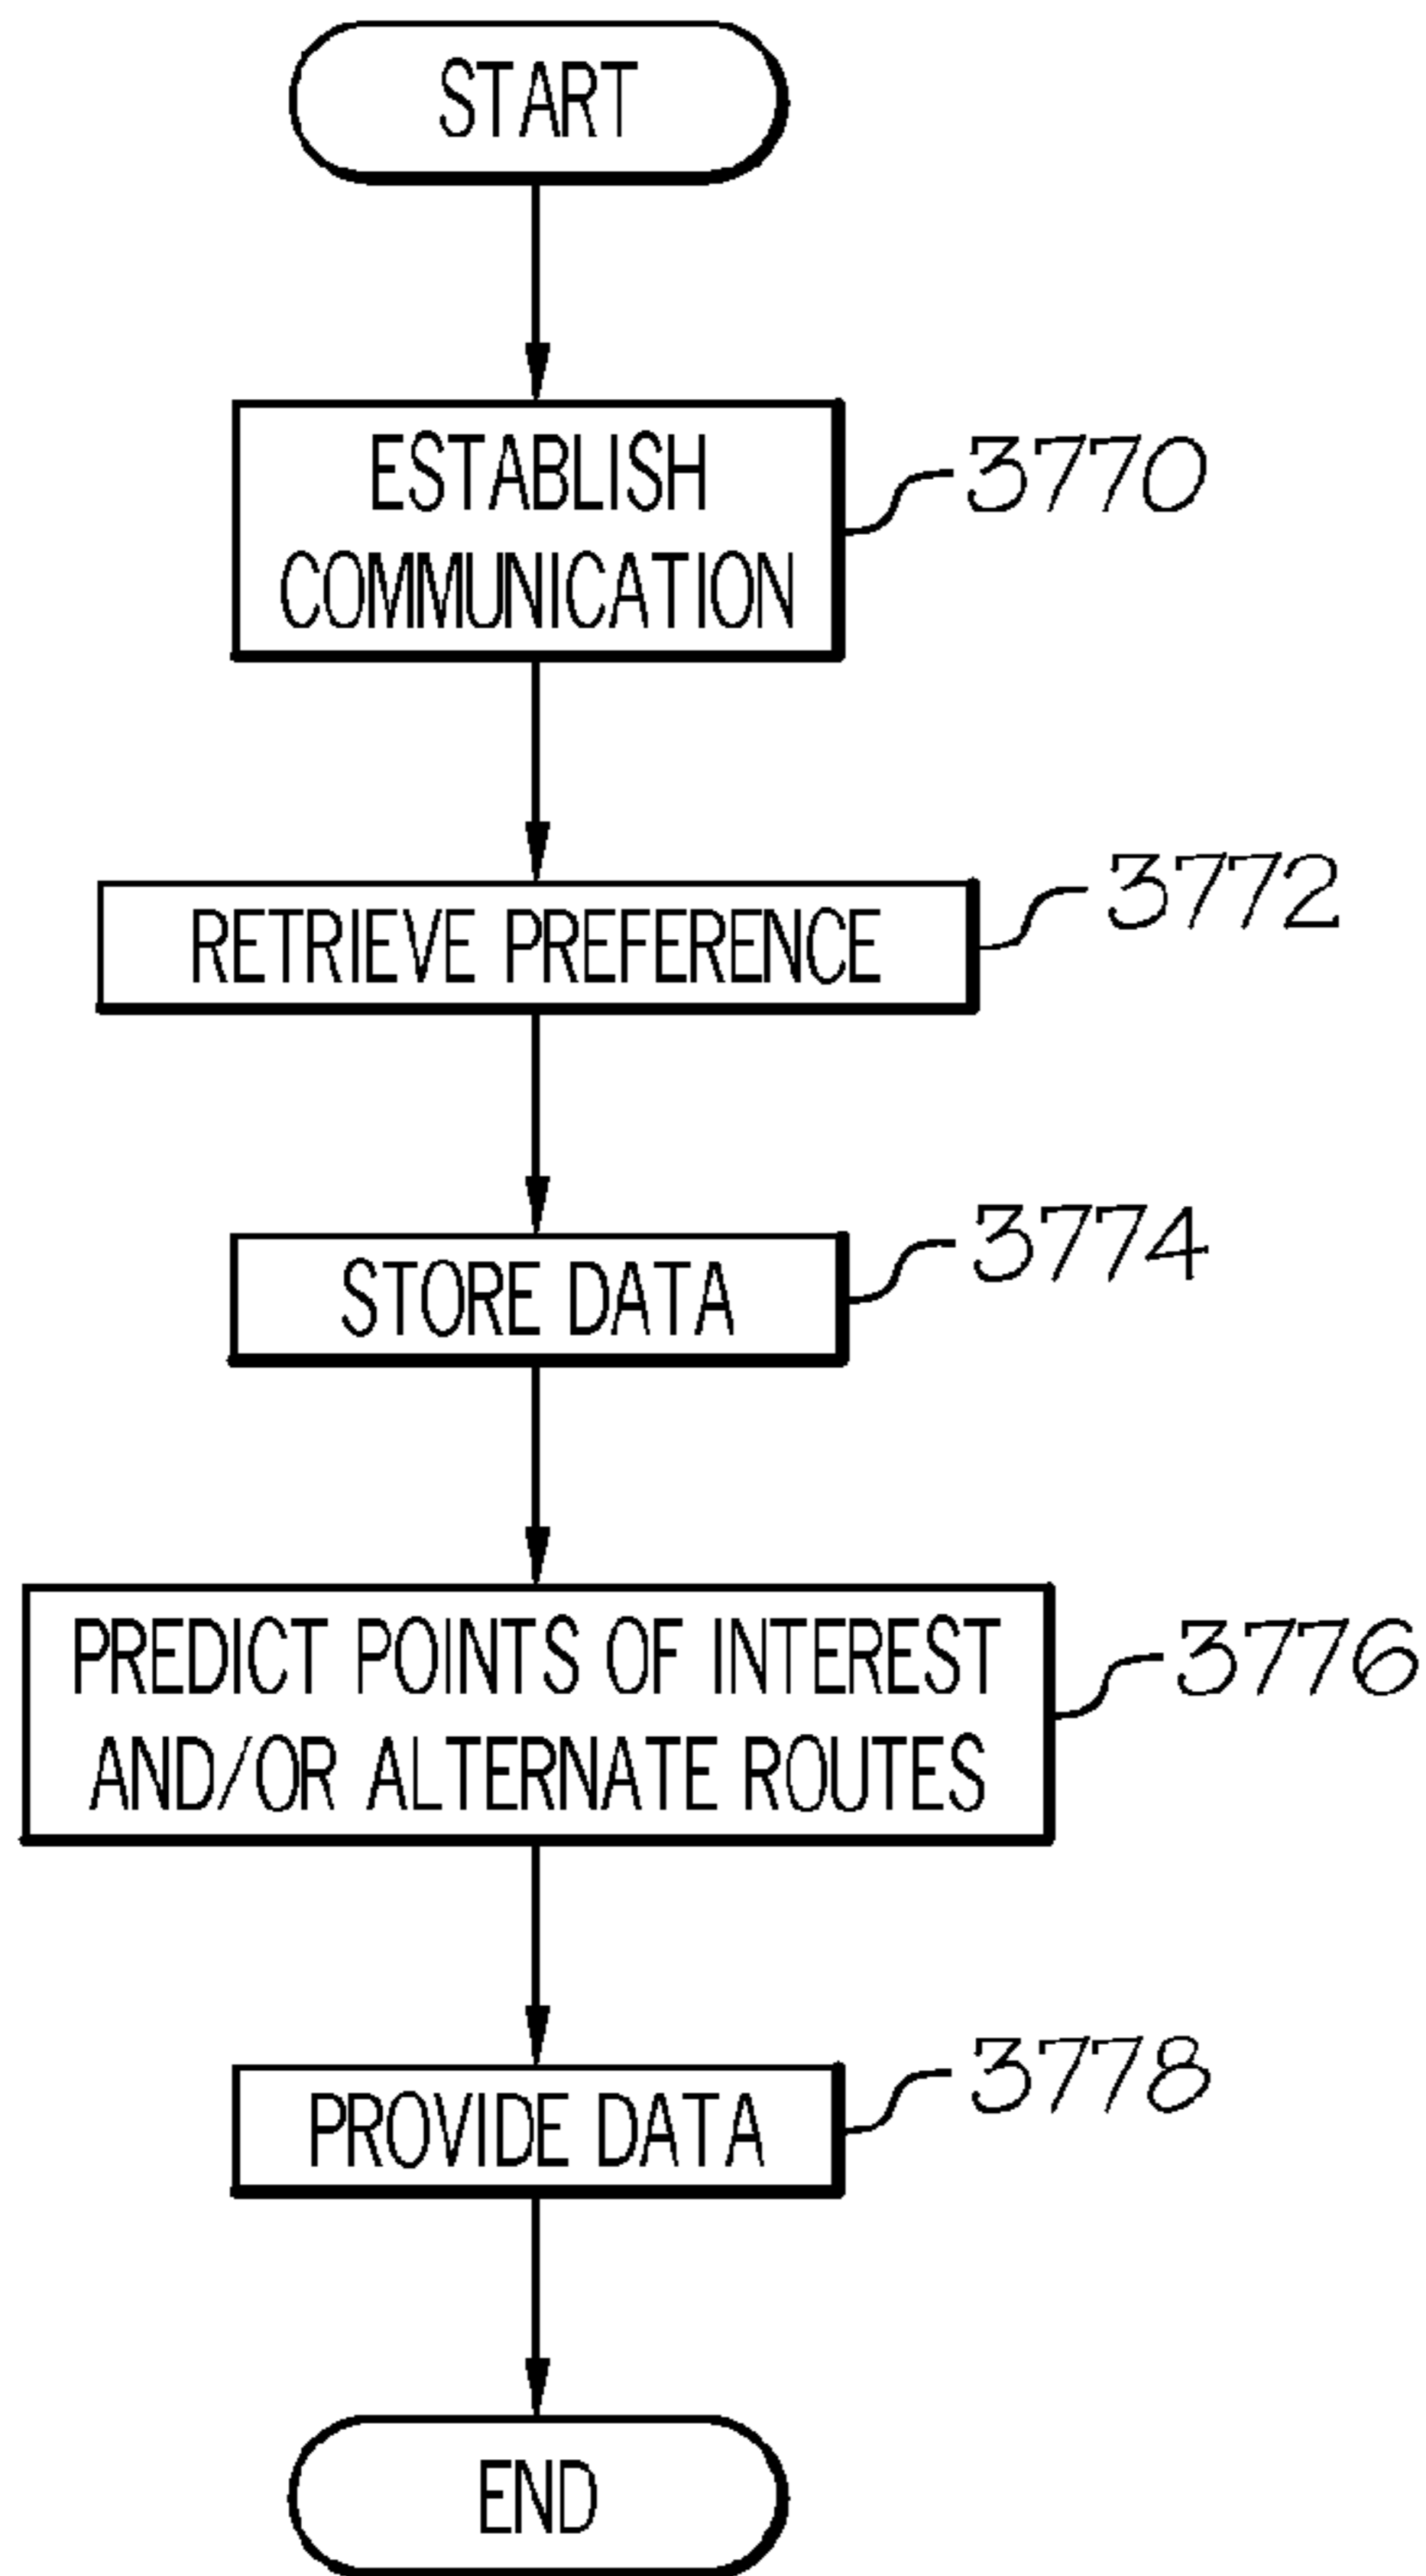 START
ESTABLISH
COMMUNICATION
3770
RETRIEVE PREFERENCE
3772
STORE DATA
3774
PREDICT POINTS OF INTEREST
AND/OR ALTERNATE ROUTES
3776
PROVIDE DATA
3778
END